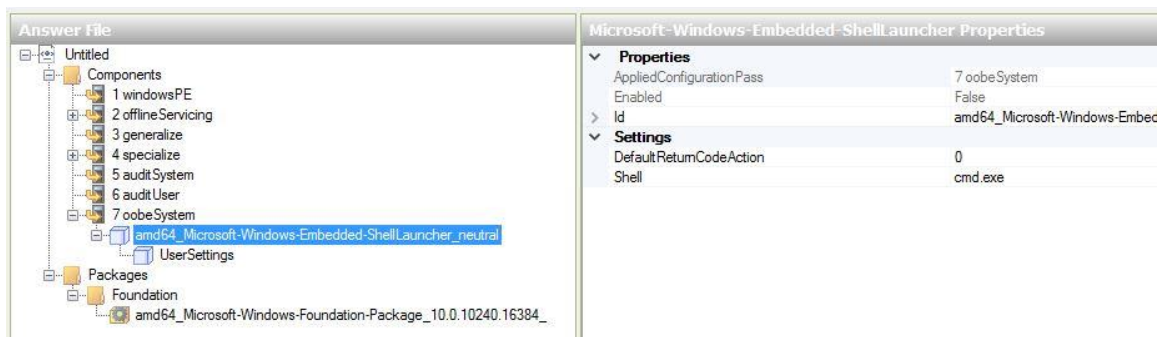 Answer File
Untitled
Components
1 windowsPE
2 offlineServicing
3 generalize
4 specialize
5 auditSystem
6 auditUser
7 oobeSystem
amd64_Microsoft-Windows-Embedded-ShellLauncher_neutral
UserSettings
Packages
Foundation
amd64_Microsoft-Windows-Foundation-Package_10.0.10240.16384_
Microsoft-Windows-Embedded-ShellLauncher Properties
Properties
AppliedConfigurationPass 7 oobeSystem
Enabled False
Id amd64_Microsoft-Windows-Embed
Settings
DefaultReturnCodeAction 0
Shell cmd.exe